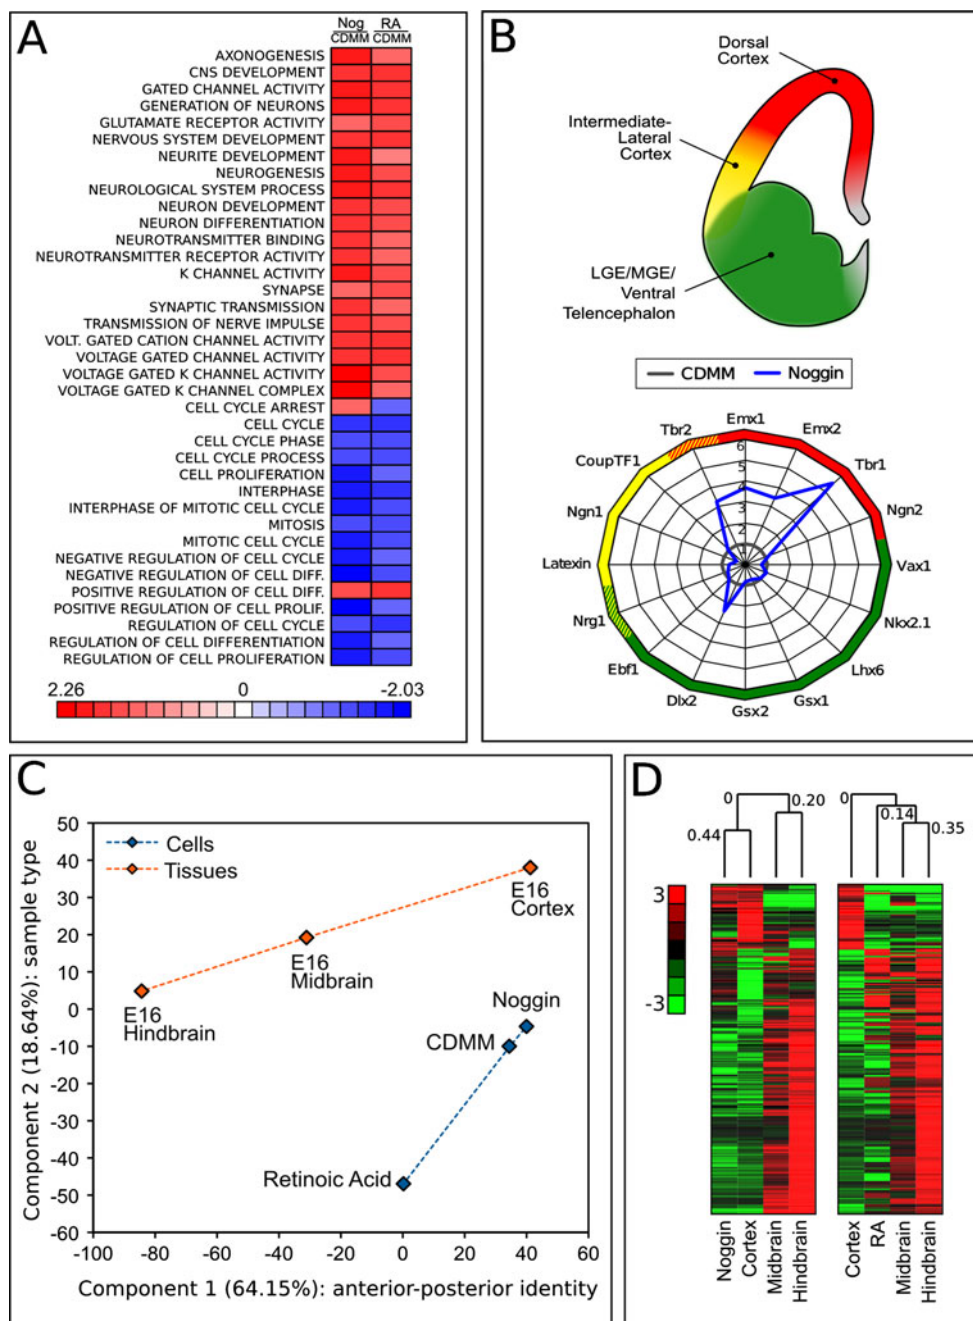 A
Nog RA
CDMM CDMM
AXONOGENESIS
CNS DEVELOPMENT
GATED CHANNEL ACTIVITY
GENERATION OF NEURONS
GLUTAMATE RECEPTOR ACTIVITY
NERVOUS SYSTEM DEVELOPMENT
NEURITE DEVELOPMENT
NEUROGENESIS
NEUROLOGICAL SYSTEM PROCESS
NEURON DEVELOPMENT
NEURON DIFFERENTIATION
NEUROTRANSMITTER BINDING
NEUROTRANSMITTER RECEPTOR ACTIVITY
K CHANNEL ACTIVITY
SYNAPSE
SYNAPTIC TRANSMISSION
TRANSMISSION OF NERVE IMPULSE
VOLT. GATED CATION CHANNEL ACTIVITY
VOLTAGE GATED CHANNEL ACTIVITY
VOLTAGE GATED K CHANNEL ACTIVITY
VOLTAGE GATED K CHANNEL COMPLEX
CELL CYCLE ARREST
CELL CYCLE
CELL CYCLE PHASE
CELL CYCLE PROCESS
CELL PROLIFERATION
INTERPHASE
INTERPHASE OF MITOTIC CELL CYCLE
MITOSIS
MITOTIC CELL CYCLE
NEGATIVE REGULATION OF CELL CYCLE
NEGATIVE REGULATION OF CELL DIFF.
POSITIVE REGULATION OF CELL DIFF.
POSITIVE REGULATION OF CELL PROLIF.
REGULATION OF CELL CYCLE
REGULATION OF CELL DIFFERENTIATION
REGULATION OF CELL PROLIFERATION
2.26 0 -2.03
B
Dorsal
Cortex
Intermediate-
Lateral
Cortex
LGE/MGE/
Ventral
Telencephalon
CDMM Noggin
Emx1
Emx2
Tbr1
Ngn2
Vax1
Nkx2.1
Lhx6
Gsx1
Gsx2
Dlx2
Ebf1
Nrg1
Latexin
Ngn1
CoupTF1
Tbr2
6
5
4
3
2
1
C
Component 2 (18.64%): sample type
50
40
30
20
10
0
-10
-20
-30
-40
-50
-60
Cells
Tissues
E16
Cortex
E16
Midbrain
E16
Hindbrain
Noggin
CDMM
Retinoic Acid
-100 -80 -60 -40 -20 0 20 40 60
Component 1 (64.15%): anterior-posterior identity
D
0 0.20 0.44
0 0.14 0.35
3
-3
Noggin
Cortex
Midbrain
Hindbrain
Cortex
RA
Midbrain
Hindbrain